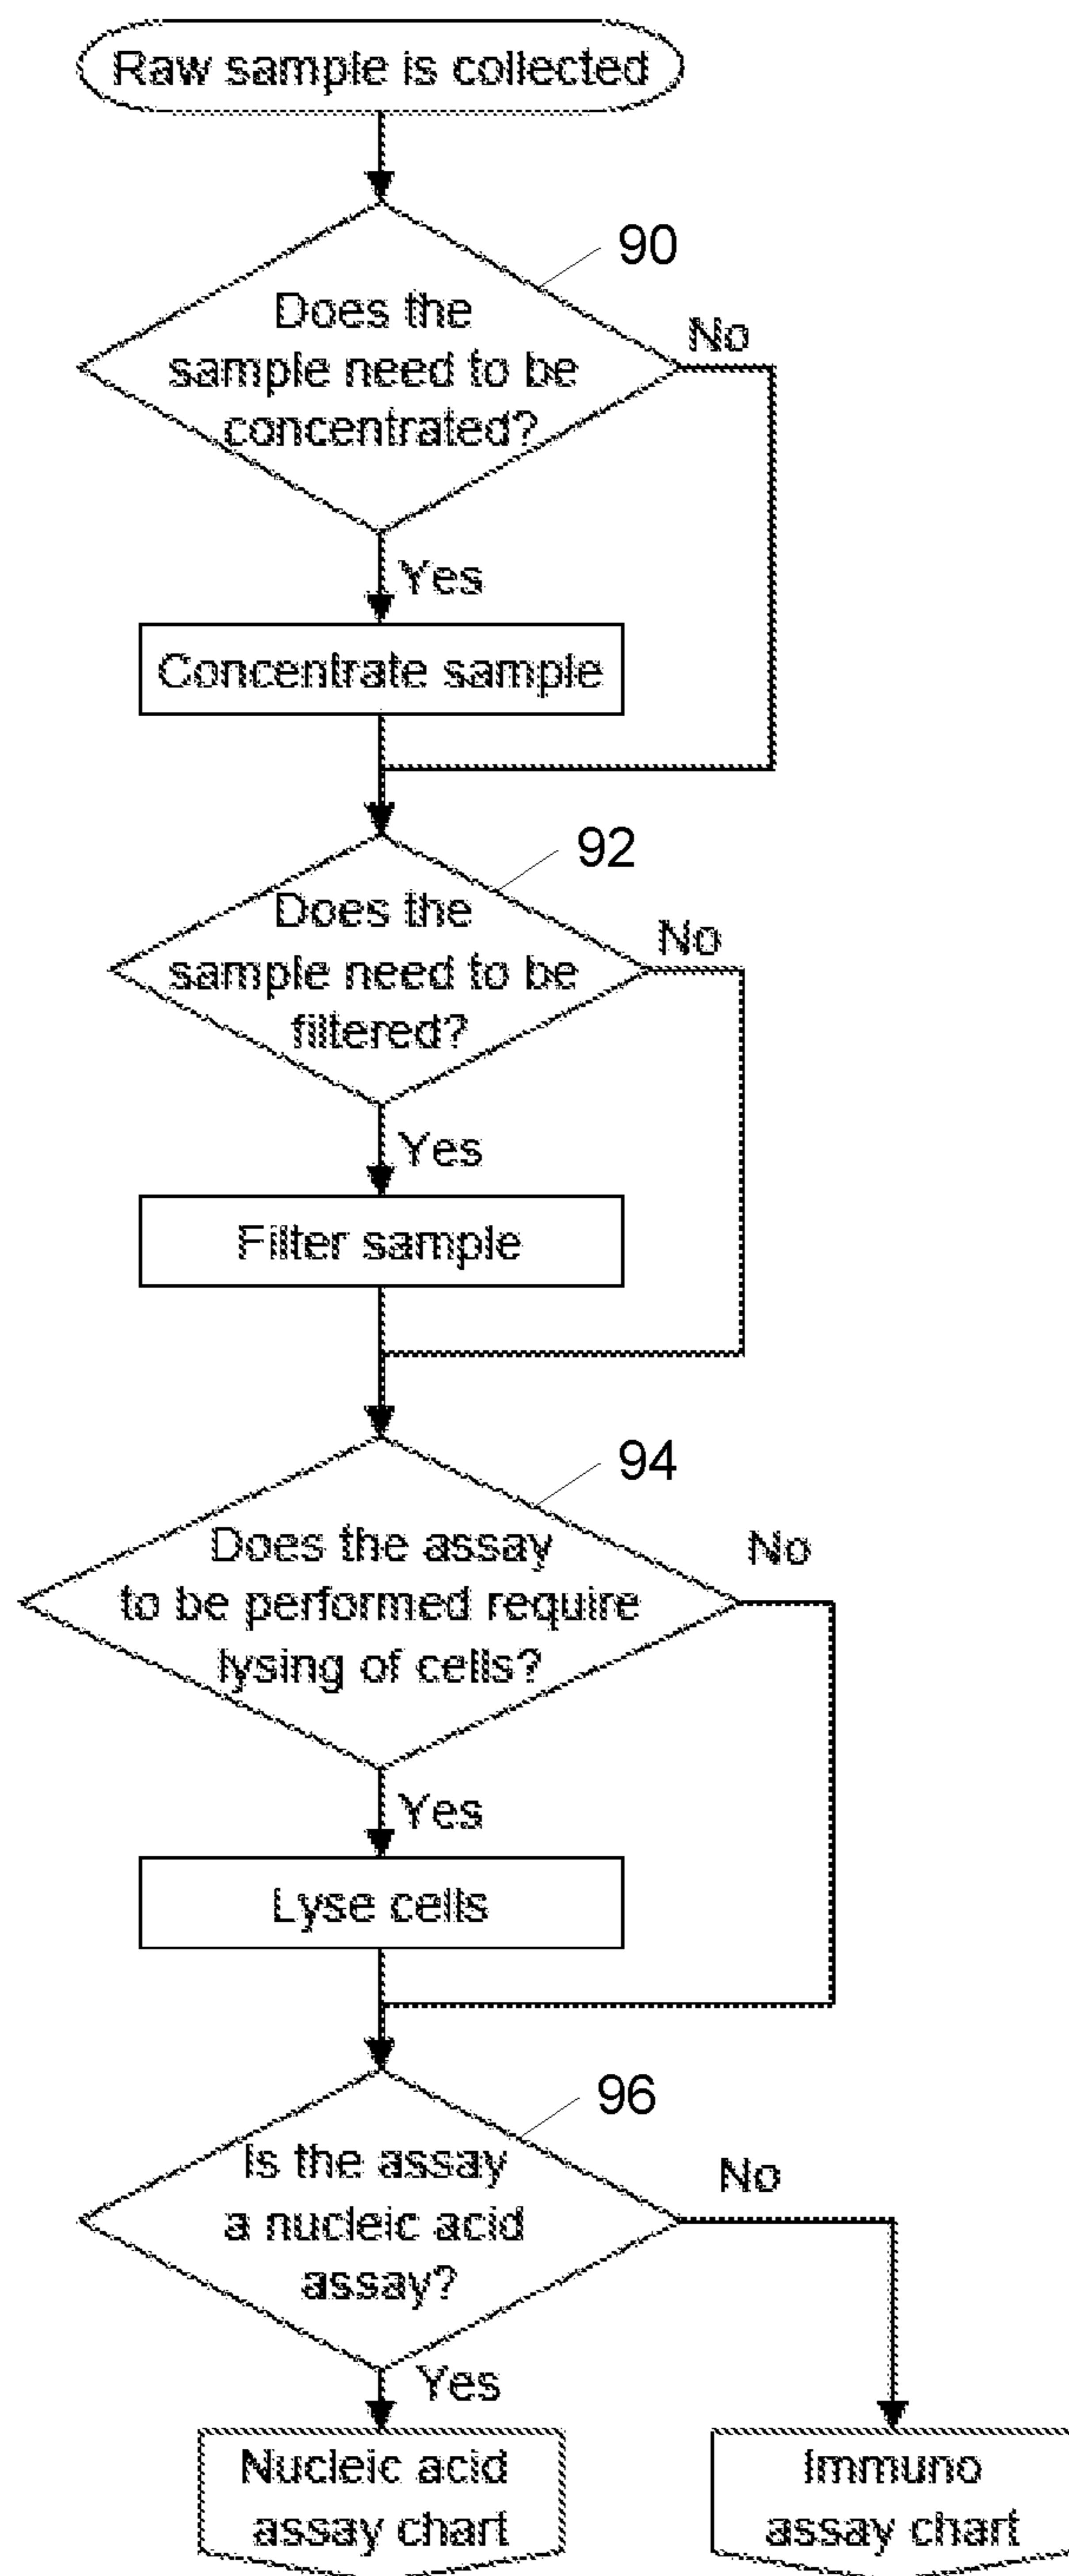 Raw sample is collected
90
Does the
sample need to be
concentrated?
No
Yes
Concentrate sample
92
Does the
sample need to be
filtered?
No
Yes
Filter sample
94
Does the assay
to be performed require
lysing of cells?
No
Yes
Lyse cells
96
Is the assay
a nucleic acid
assay?
No
Yes
Nucleic acid
assay chart
Immuno
assay chart